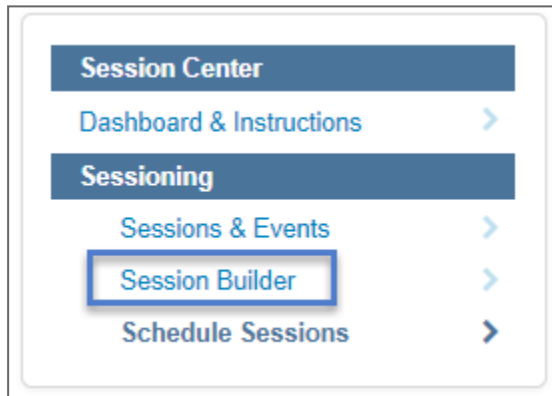 Session Center
Dashboard & Instructions
Sessioning
Sessions & Events
Session Builder
Schedule Sessions